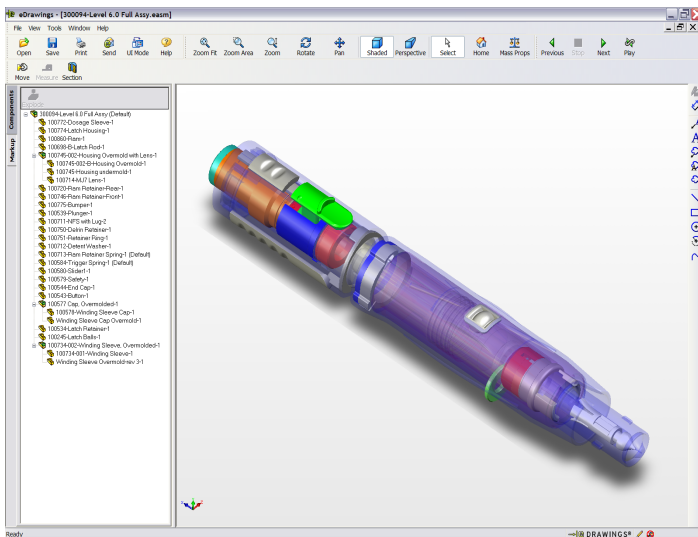 eDrawings - [300094-Level 6.0 Full Assy.easm]
File View Tools Window Help
Open Save Print Send UI Mode Help Zoom Fit Zoom Area Zoom Rotate Pan Shaded Perspective Select Home Mass Props Previous Stop Next Play
Move Measure Section
Components
Markup
Explode
300094-Level 6.0 Full Assy (Default)
100772-Dosage Sleeve-1
100774-Latch Housing-1
100860-Ram-1
100698-B-Latch Rod-1
100745-002-Housing Overmold with Lens-1
100745-002-B-Housing Overmold-1
100745-Housing undermold-1
100714-MJ7 Lens-1
100720-Ram Retainer-Rear-1
100746-Ram Retainer-Front-1
100775-Bumper-1
100539-Plunger-1
100711-NFS with Lug-2
100750-Delrin Retainer-1
100751-Retainer Ring-1
100712-Detent Washer-1
100713-Ram Retainer Spring-1 (Default)
100584-Trigger Spring-1 (Default)
100580-Slider1-1
100579-Safety-1
100544-End Cap-1
100543-Button-1
100577 Cap, Overmolded-1
100578-Winding Sleeve Cap-1
Winding Sleeve Cap Overmold-1
100534-Latch Retainer-1
100245-Latch Balls-1
100734-002-Winding Sleeve, Overmolded-1
100734-001-Winding Sleeve-1
Winding Sleeve Overmold-rev 3-1
Ready
DRAWINGS®